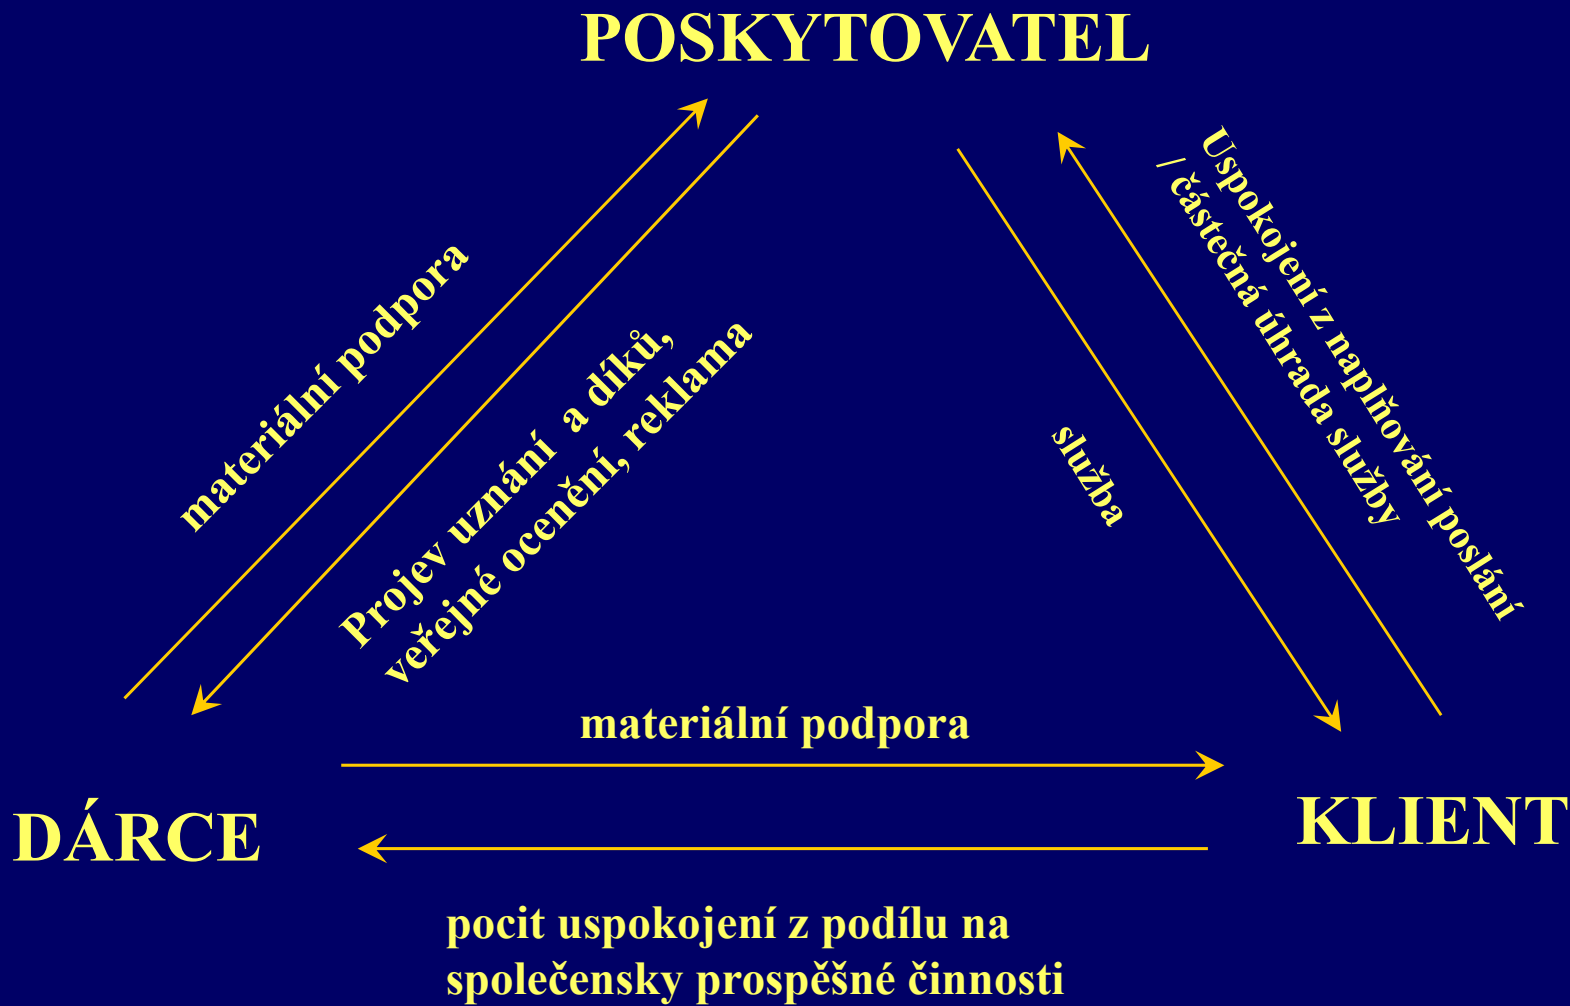 POSKYTOVATEL
materiální podpora
Projev uznání a díků,
veřejné ocenění, reklama
služba
Uspokojení z naplňování poslání
/ částečná úhrada služby
materiální podpora
DÁRCE
KLIENT
pocit uspokojení z podílu na
společensky prospěšné činnosti